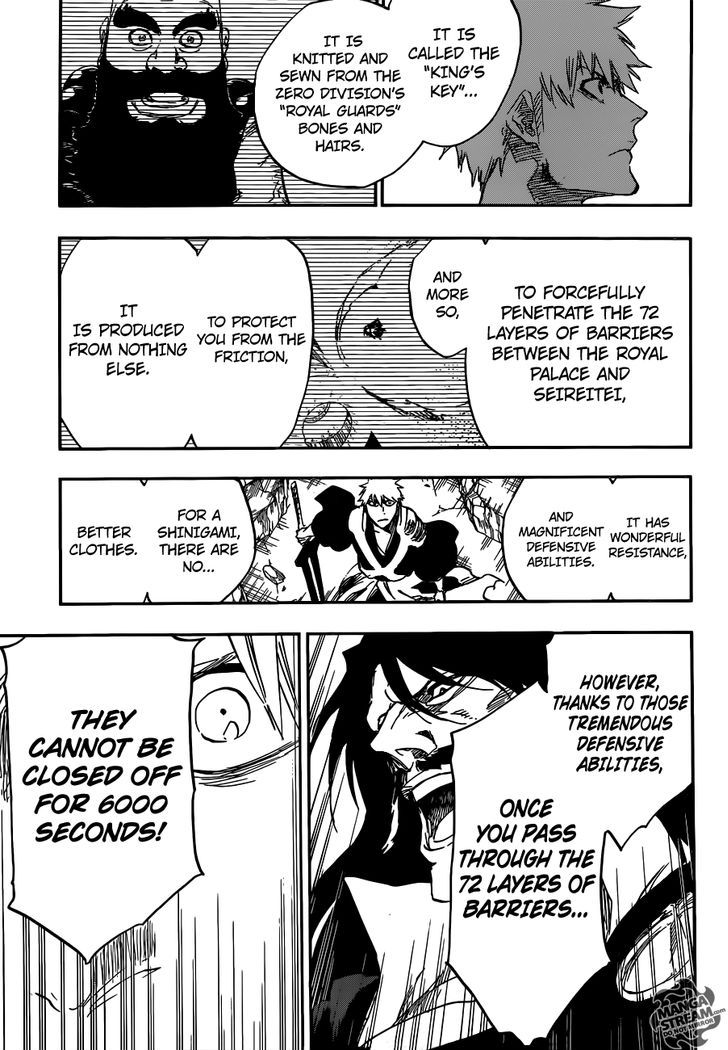 IT IS
CALLED THE
"KING'S
KEY"...
IT IS
KNITTED AND
SEWN FROM THE
ZERO DIVISION'S
"ROYAL GUARDS"
BONES AND
HAIRS.
TO FORCEFULLY
PENETRATE THE 72
LAYERS OF BARRIERS
BETWEEN THE ROYAL
PALACE AND
SEIREITEI,
AND
MORE
SO,
TO PROTECT
YOU FROM THE
FRICTION,
IT
IS PRODUCED
FROM NOTHING
ELSE.
IT HAS
WONDERFUL
RESISTANCE,
AND
MAGNIFICENT
DEFENSIVE
ABILITIES.
FOR A
SHINIGAMI,
THERE ARE
NO...
BETTER
CLOTHES.
HOWEVER,
THANKS TO THOSE
TREMENDOUS
DEFENSIVE
ABILITIES,
ONCE
YOU PASS
THROUGH THE
72 LAYERS OF
BARRIERS...
THEY
CANNOT BE
CLOSED OFF
FOR 6000
SECONDS!
MANGA
STREAM.com
DO NOT MIRROR